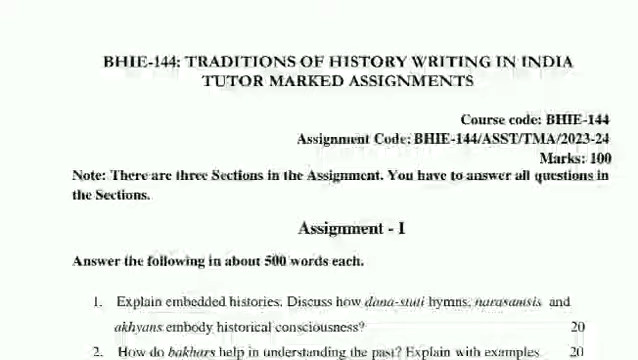 BHIE-144: TRADITIONS OF HISTORY WRITING IN INDIA
TUTOR MARKED ASSIGNMENTS
Course code: BHIE-144
Assignment Code: BHIE-144/ASST/TMA/2023-24
Marks: 100
Note: There are three Sections in the Assignment. You have to answer all questions in
the Sections.
Assignment - I
Answer the following in about 500 words each.
1. Explain embedded histories. Discuss how dana-stuti hymns, narasamsis and
akhyans embody historical consciousness? 20
2. How do bakhars help in understanding the past? Explain with examples 20